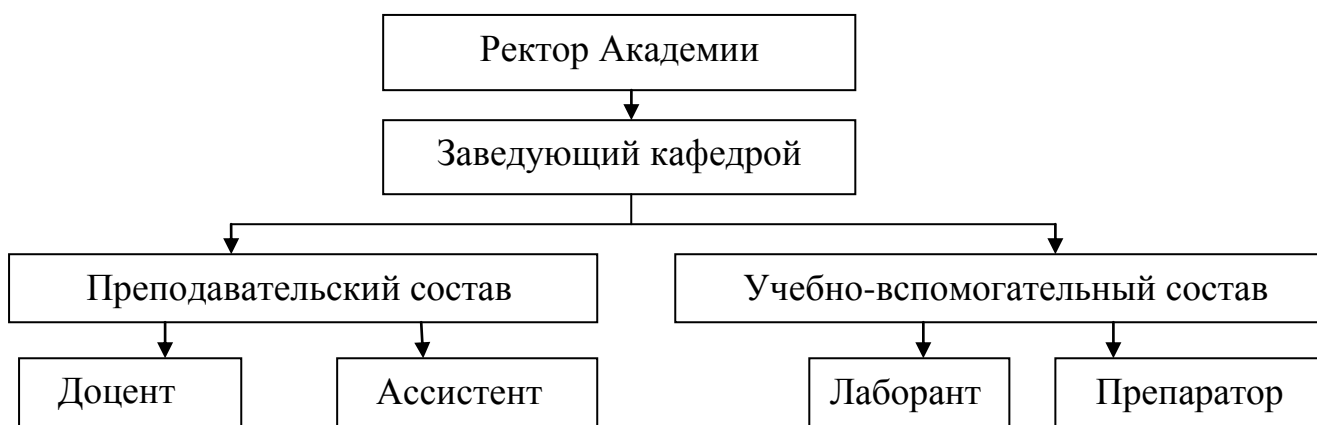 Ректор Академии
Заведующий кафедрой
Преподавательский состав
Учебно-вспомогательный состав
Доцент
Ассистент
Лаборант
Препаратор